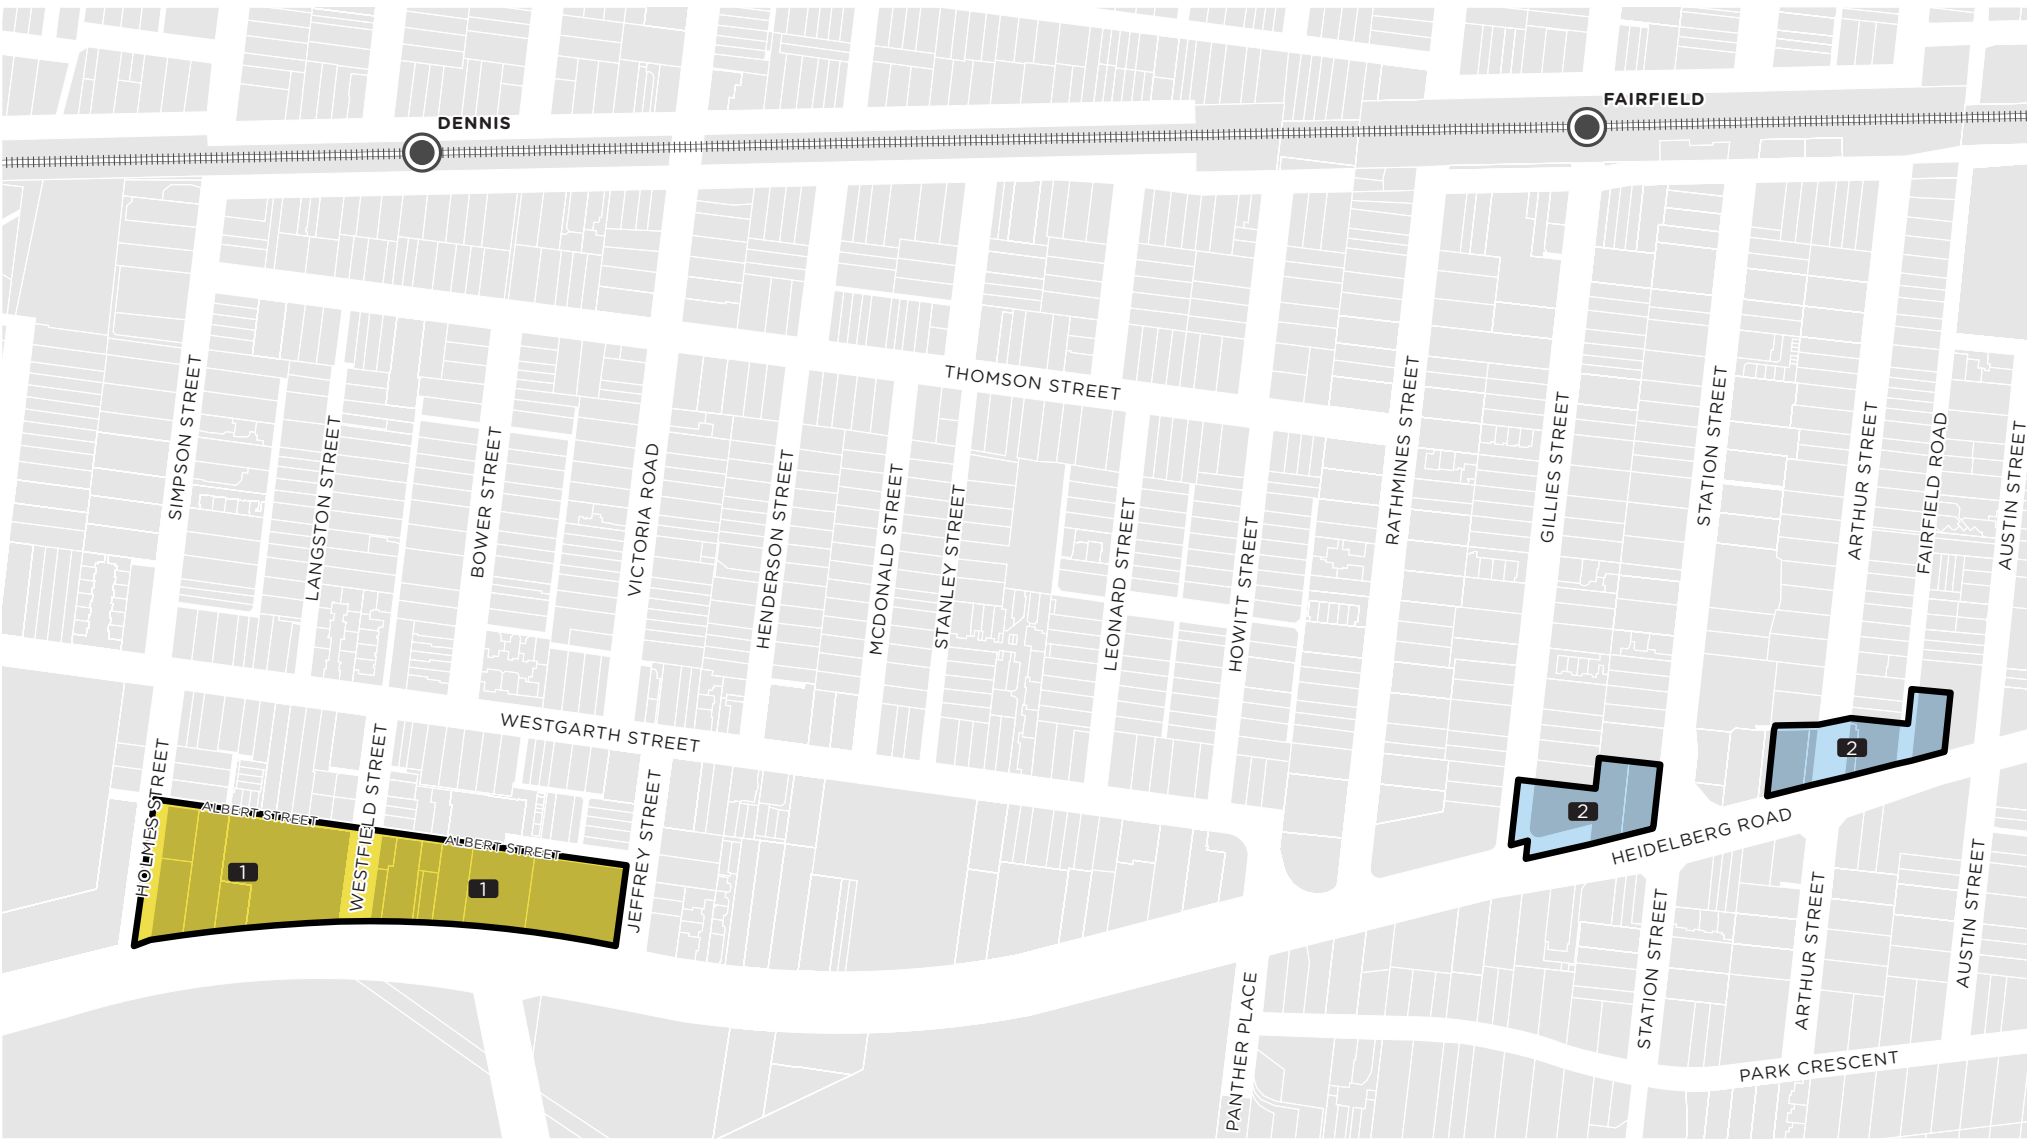 FAIRFIELD
DENNIS
THOMSON STREET
SIMPSON STREET
LANGSTON STREET
BOWER STREET
VICTORIA ROAD
HENDERSON STREET
MCDONALD STREET
STANLEY STREET
LEONARD STREET
HOWITT STREET
RATHMINES STREET
GILLIES STREET
STATION STREET
ARTHUR STREET
FAIRFIELD ROAD
AUSTIN STREET
WESTGARTH STREET
HOLMES STREET
ALBERT STREET
WESTFIELD STREET
ALBERT STREET
JEFFREY STREET
1
1
2
2
HEIDELBERG ROAD
STATION STREET
ARTHUR STREET
AUSTIN STREET
PANTHER PLACE
PARK CRESCENT